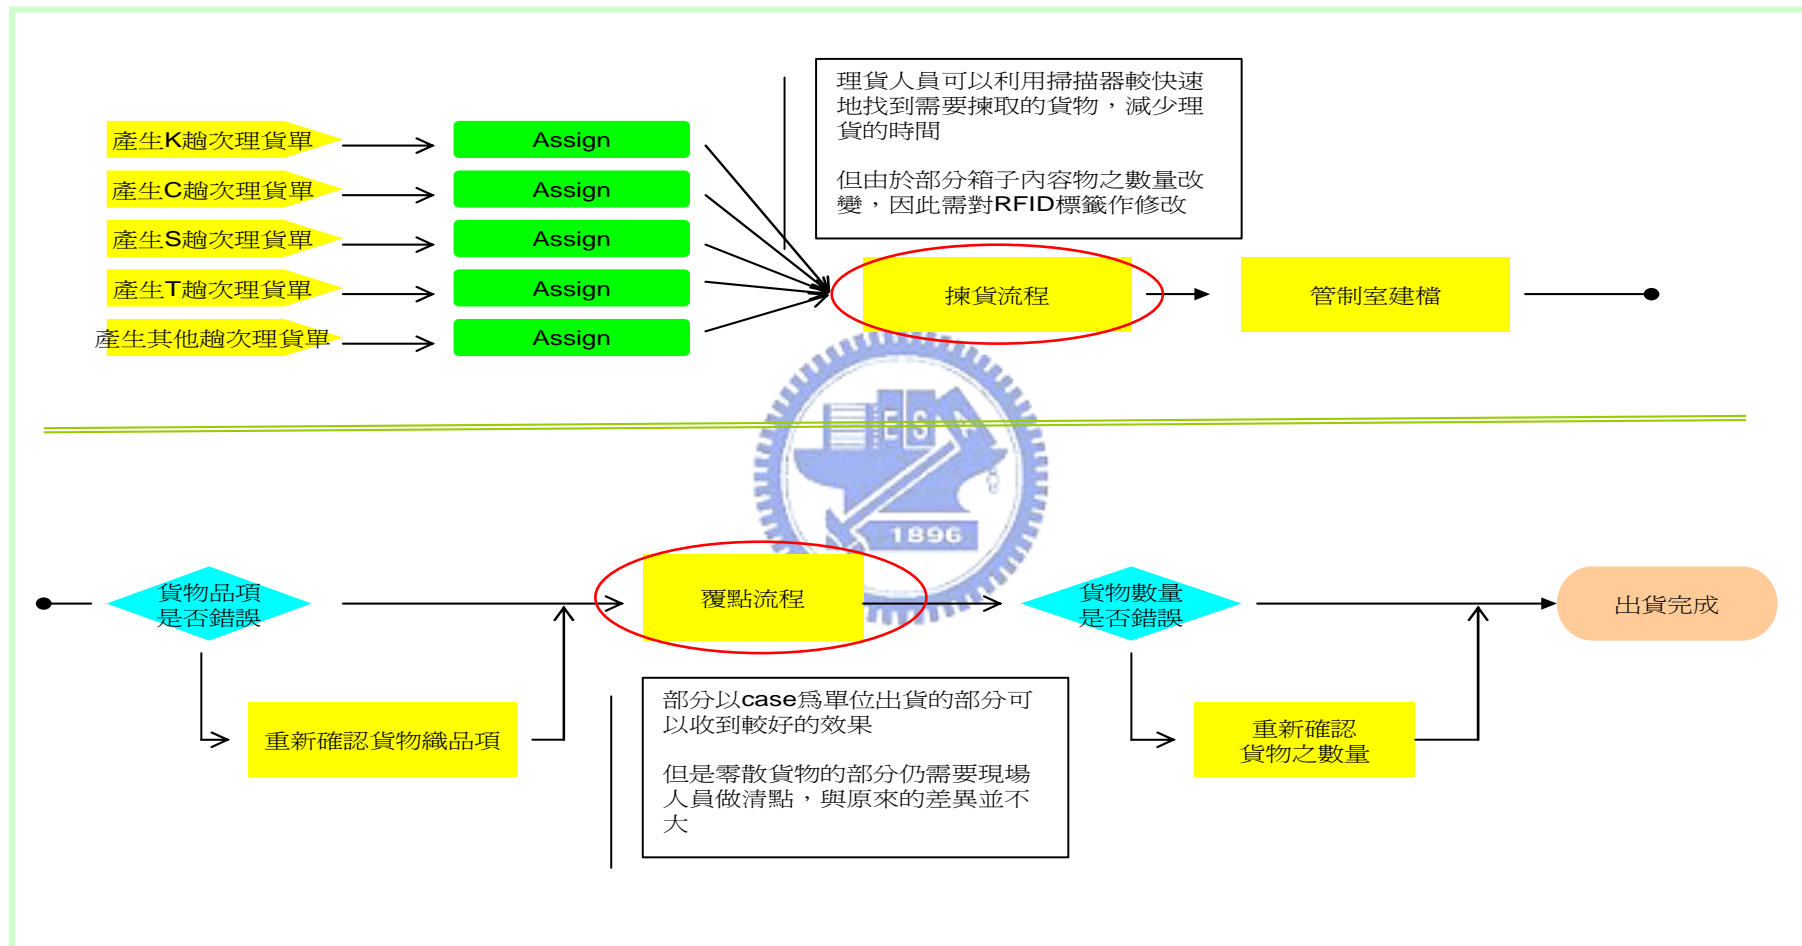 理貨人員可以利用掃描器較快速
地找到需要揀取的貨物，減少理
貨的時間
但由於部分箱子內容物之數量改
變，因此需對RFID標籤作修改
產生K趟次理貨單
Assign
產生C趟次理貨單
Assign
產生S趟次理貨單
Assign
產生T趟次理貨單
Assign
產生其他趟次理貨單
Assign
揀貨流程
管制室建檔
ES
1896
貨物品項
是否錯誤
覆點流程
貨物數量
是否錯誤
出貨完成
重新確認貨物織品項
部分以case為單位出貨的部分可
以收到較好的效果
但是零散貨物的部分仍需要現場
人員做清點，與原來的差異並不
大
重新確認
貨物之數量